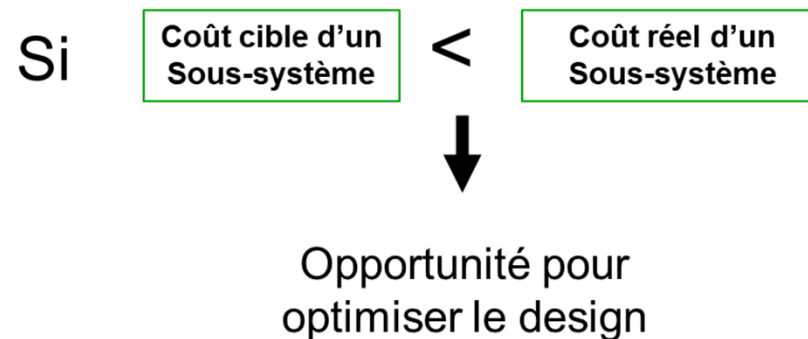 Si
Coût cible d’un
Sous-système
<
Coût réel d’un
Sous-système
Opportunité pour
optimiser le design